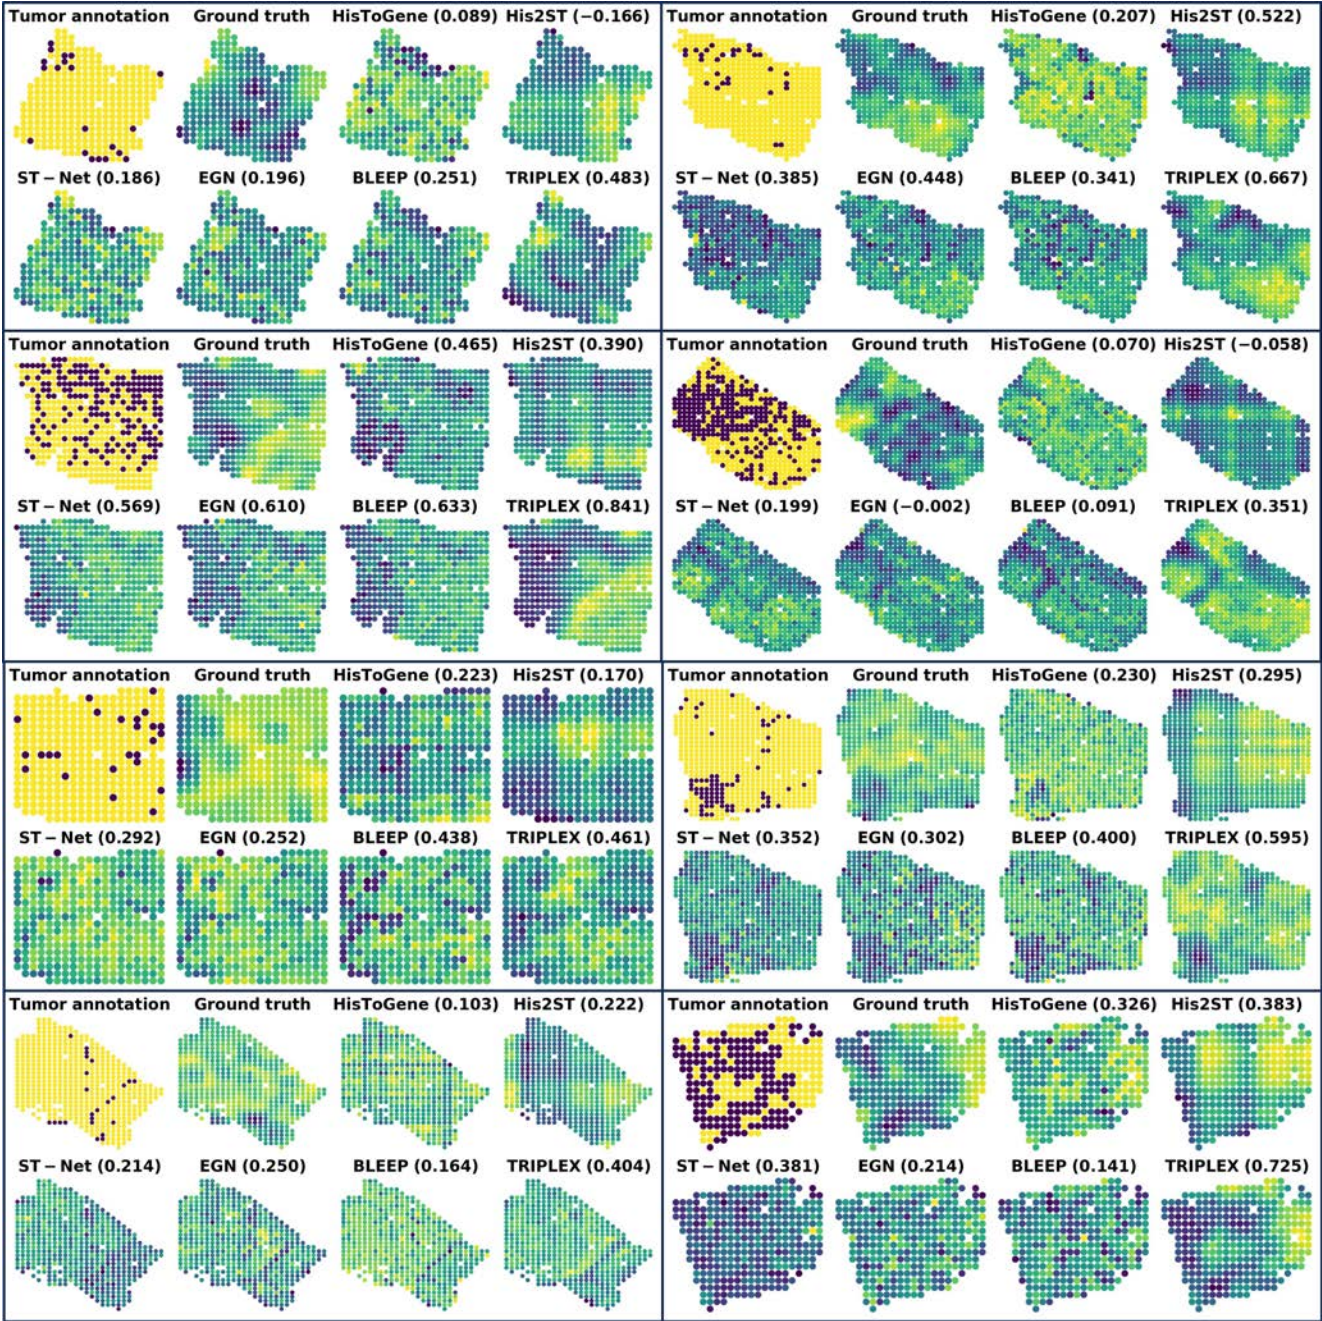 Tumor annotation Ground truth HisToGene (0.089) His2ST (−0.166)
ST − Net (0.186) EGN (0.196) BLEEP (0.251) TRIPLEX (0.483)
Tumor annotation Ground truth HisToGene (0.207) His2ST (0.522)
ST − Net (0.385) EGN (0.448) BLEEP (0.341) TRIPLEX (0.667)
Tumor annotation Ground truth HisToGene (0.465) His2ST (0.390)
ST − Net (0.569) EGN (0.610) BLEEP (0.633) TRIPLEX (0.841)
Tumor annotation Ground truth HisToGene (0.070) His2ST (−0.058)
ST − Net (0.199) EGN (−0.002) BLEEP (0.091) TRIPLEX (0.351)
Tumor annotation Ground truth HisToGene (0.223) His2ST (0.170)
ST − Net (0.292) EGN (0.252) BLEEP (0.438) TRIPLEX (0.461)
Tumor annotation Ground truth HisToGene (0.230) His2ST (0.295)
ST − Net (0.352) EGN (0.302) BLEEP (0.400) TRIPLEX (0.595)
Tumor annotation Ground truth HisToGene (0.103) His2ST (0.222)
ST − Net (0.214) EGN (0.250) BLEEP (0.164) TRIPLEX (0.404)
Tumor annotation Ground truth HisToGene (0.326) His2ST (0.383)
ST − Net (0.381) EGN (0.214) BLEEP (0.141) TRIPLEX (0.725)